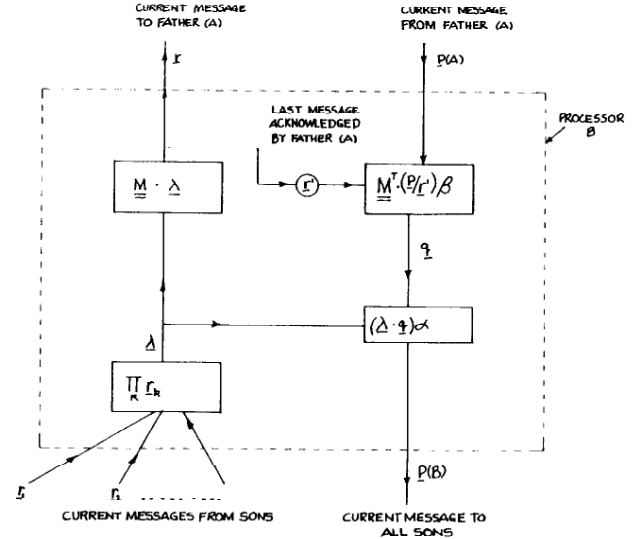 CURRENT MESSAGE
TO FATHER (A)
CURRENT MESSAGE
FROM FATHER (A)
r
P(A)
LAST MESSAGE
ACKNOWLEDGED
BY FATHER (A)
PROCESSOR
B
M · λ
r'
Mᵀ·(P/r')β
q
λ
(λ · q)α
∏ rₖ
K
P(B)
r₁
CURRENT MESSAGES FROM SONS
CURRENT MESSAGE TO
ALL SONS